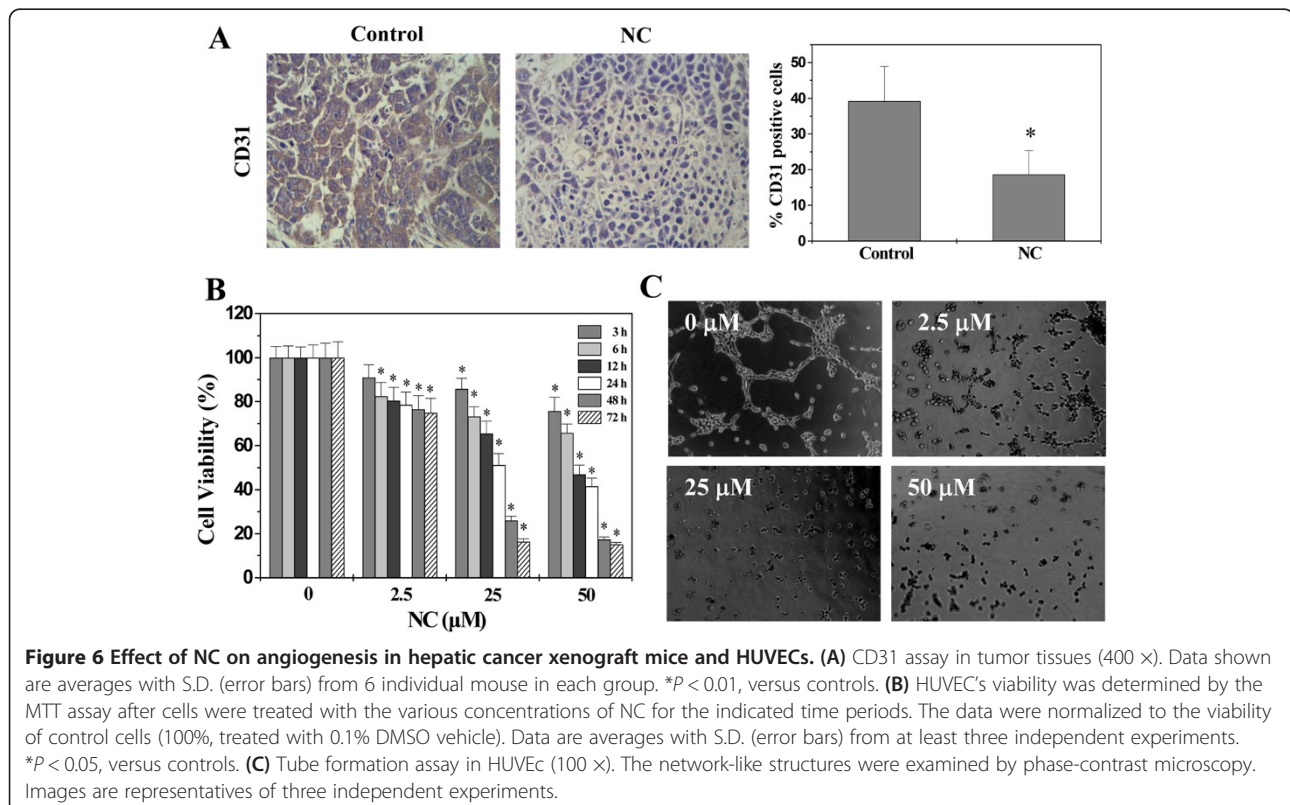 A
Control
NC
CD31
% CD31 positive cells
50
40
30
20
10
0
*
Control
NC
B
Cell Viability (%)
120
100
80
60
40
20
0
3 h
6 h
12 h
24 h
48 h
72 h
* * * * *
* * * * * *
* * * * * *
0
2.5
25
50
NC (μM)
C
0 μM
2.5 μM
25 μM
50 μM
Figure 6 Effect of NC on angiogenesis in hepatic cancer xenograft mice and HUVECs. (A) CD31 assay in tumor tissues (400 ×). Data shown
are averages with S.D. (error bars) from 6 individual mouse in each group. *P < 0.01, versus controls. (B) HUVEC's viability was determined by the
MTT assay after cells were treated with the various concentrations of NC for the indicated time periods. The data were normalized to the viability
of control cells (100%, treated with 0.1% DMSO vehicle). Data are averages with S.D. (error bars) from at least three independent experiments.
*P < 0.05, versus controls. (C) Tube formation assay in HUVEc (100 ×). The network-like structures were examined by phase-contrast microscopy.
Images are representatives of three independent experiments.